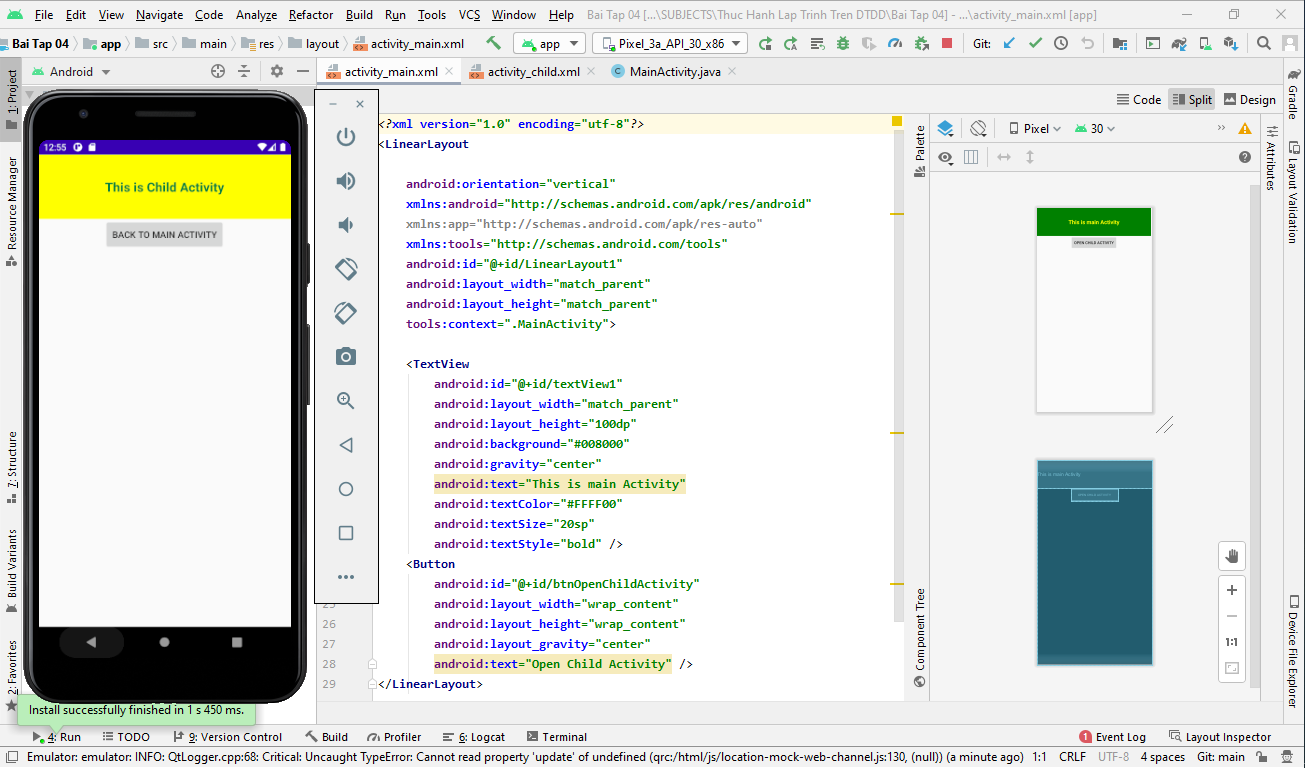 File Edit View Navigate Code Analyze Refactor Build Run Tools VCS Window Help Bai Tap 04 [...\SUBJECTS\Thuc Hanh Lap Trinh Tren DTDD\Bai Tap 04] - ...\activity_main.xml [app]
Bai Tap 04 app src main res layout activity_main.xml app Pixel_3a_API_30_x86 Git:
Android activity_main.xml activity_child.xml MainActivity.java
Code Split Design
1: Project
Resource Manager
7: Structure
Build Variants
2: Favorites
12:55
This is Child Activity
BACK TO MAIN ACTIVITY
<?xml version="1.0" encoding="utf-8"?>
<LinearLayout
android:orientation="vertical"
xmlns:android="http://schemas.android.com/apk/res/android"
xmlns:app="http://schemas.android.com/apk/res-auto"
xmlns:tools="http://schemas.android.com/tools"
android:id="@+id/LinearLayout1"
android:layout_width="match_parent"
android:layout_height="match_parent"
tools:context=".MainActivity">
<TextView
android:id="@+id/textView1"
android:layout_width="match_parent"
android:layout_height="100dp"
android:background="#008000"
android:gravity="center"
android:text="This is main Activity"
android:textColor="#FFFF00"
android:textSize="20sp"
android:textStyle="bold" />
<Button
android:id="@+id/btnOpenChildActivity"
25 android:layout_width="wrap_content"
26 android:layout_height="wrap_content"
27 android:layout_gravity="center"
28 android:text="Open Child Activity" />
29 </LinearLayout>
Palette
Component Tree
Pixel 30
This is main Activity
OPEN CHILD ACTIVITY
This is main Activity
1:1
Attributes
Gradle
Layout Validation
Device File Explorer
Install successfully finished in 1 s 450 ms.
4: Run TODO 9: Version Control Build Profiler 6: Logcat Terminal 1 Event Log Layout Inspector
Emulator: emulator: INFO: QtLogger.cpp:68: Critical: Uncaught TypeError: Cannot read property 'update' of undefined (qrc:/html/js/location-mock-web-channel.js:130, (null)) (a minute ago) 1:1 CRLF UTF-8 4 spaces Git: main